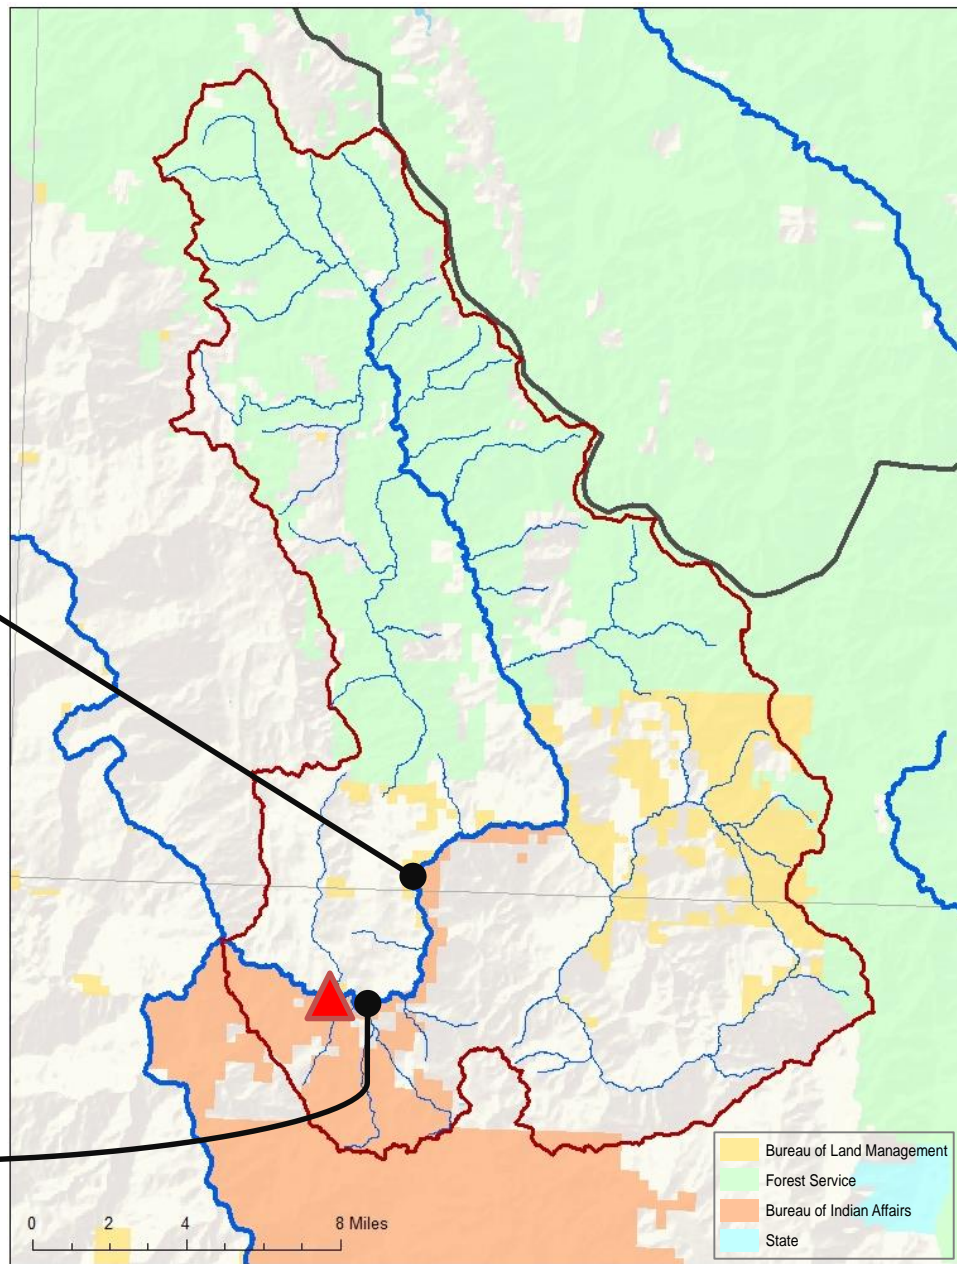 Bureau of Land Management
Forest Service
Bureau of Indian Affairs
State
0 2 4 8 Miles